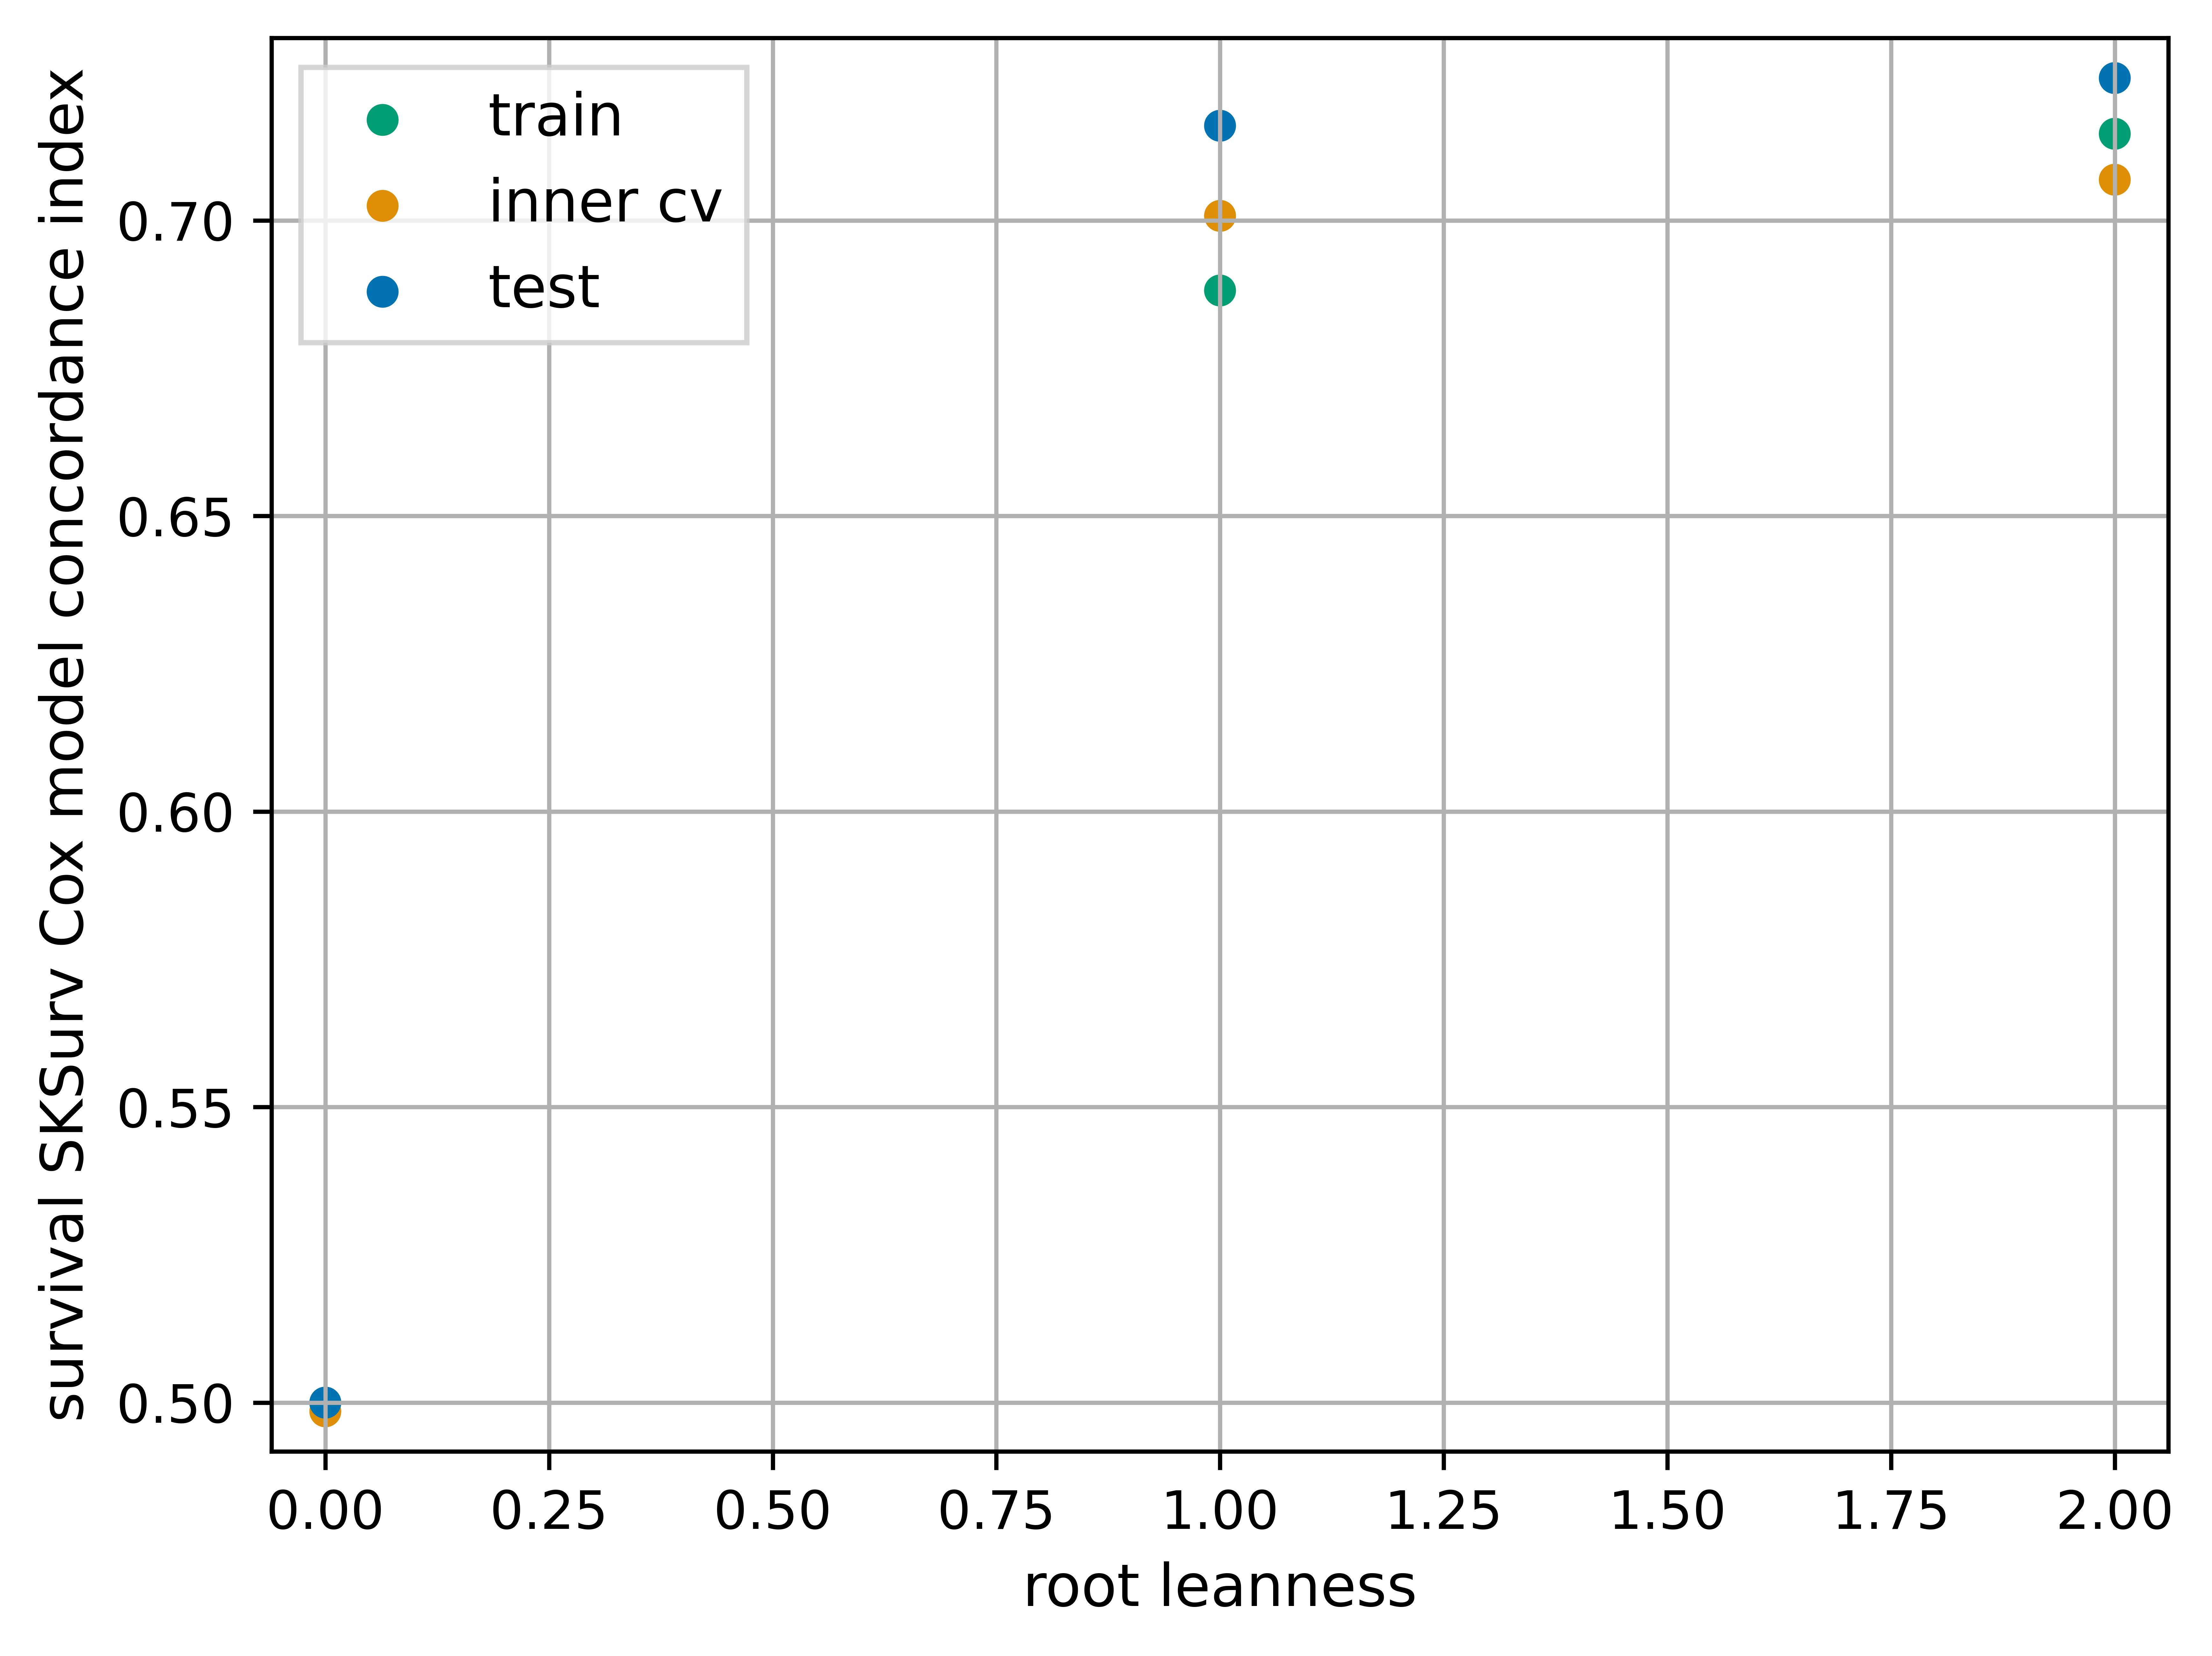 survival SKSurv Cox model concordance index
train
inner cv
test
0.70
0.65
0.60
0.55
0.50
0.00 0.25 0.50 0.75 1.00 1.25 1.50 1.75 2.00
root leanness